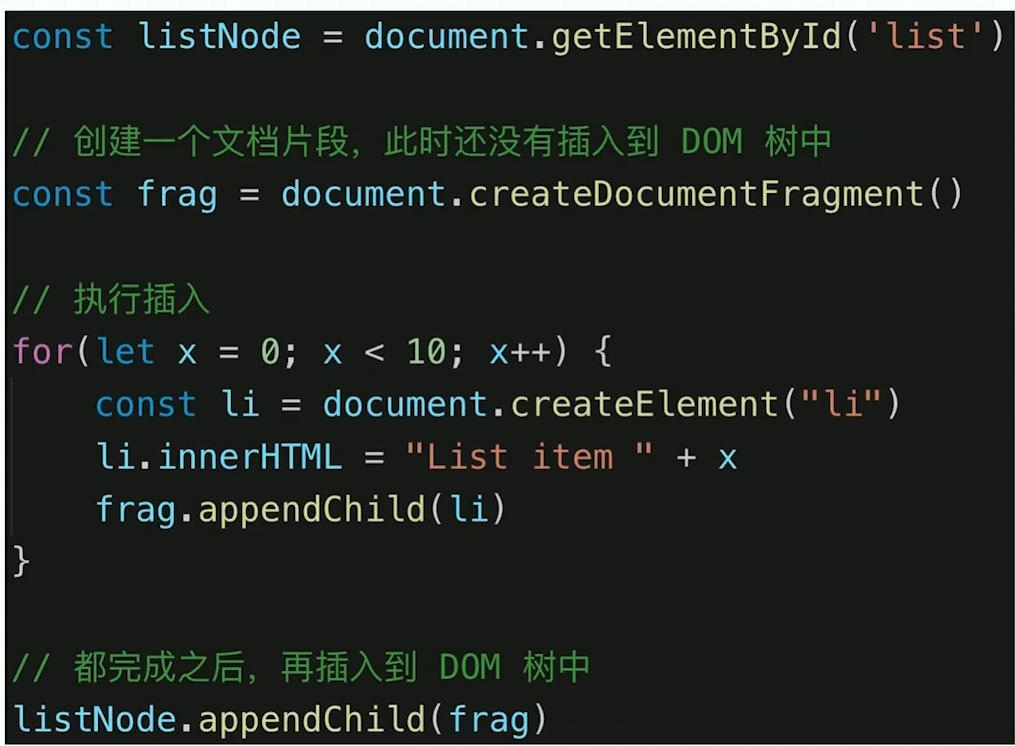 const listNode = document.getElementById('list')
// 创建一个文档片段，此时还没有插入到 DOM 树中
const frag = document.createDocumentFragment()
// 执行插入
for(let x = 0; x < 10; x++) {
    const li = document.createElement("li")
    li.innerHTML = "List item " + x
    frag.appendChild(li)
}
// 都完成之后，再插入到 DOM 树中
listNode.appendChild(frag)